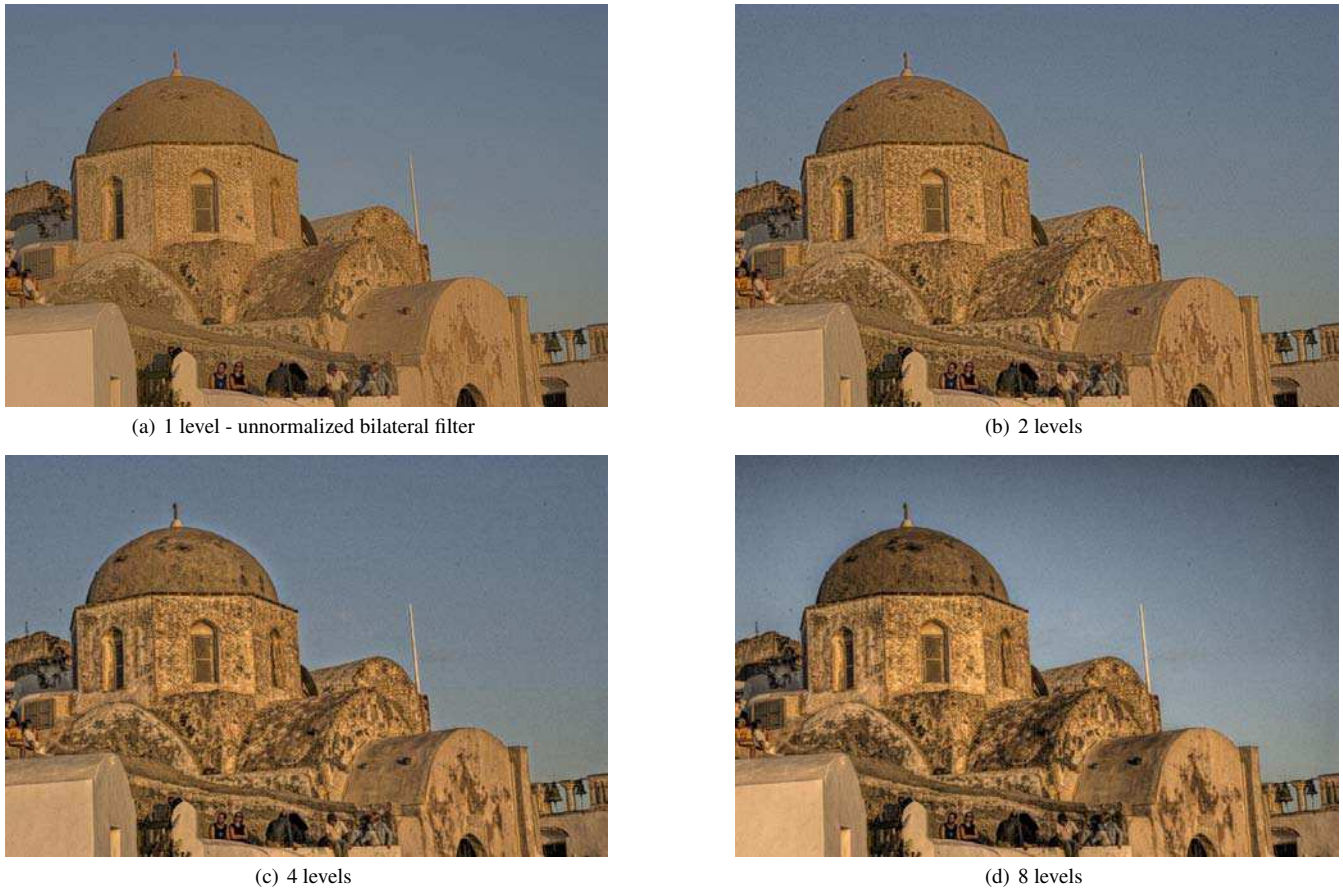 (a) 1 level - unnormalized bilateral filter
(b) 2 levels
(c) 4 levels
(d) 8 levels